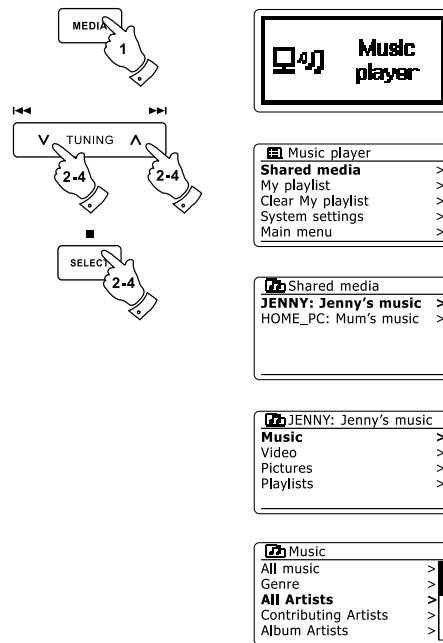 MEDIA
1
TUNING
2-4
2-4
SELECT
2-4
Music
player
Music player
Shared media >
My playlist >
Clear My playlist >
System settings >
Main menu >
Shared media
JENNY: Jenny's music >
HOME_PC: Mum's music >
JENNY: Jenny's music
Music >
Video >
Pictures >
Playlists >
Music
All music >
Genre >
All Artists >
Contributing Artists >
Album Artists >